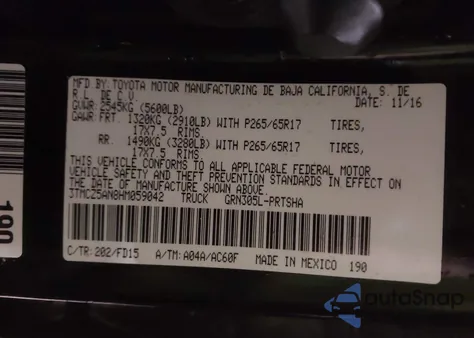 MFD.BY:TOYOTA MOTOR MANUFACTURING DE BAJA CALIFORNIA, S. DE
R.L. DE C.V. DATE: 11/16
GVWR: 2545KG (5600LB)
GAWR: FRT. 1320KG (2910LB) WITH P265/65R17 TIRES,
17X7.5 RIMS,
RR. 1490KG (3280LB) WITH P265/65R17 TIRES,
17X7.5 RIMS.
THIS VEHICLE CONFORMS TO ALL APPLICABLE FEDERAL MOTOR
VEHICLE SAFETY AND THEFT PREVENTION STANDARDS IN EFFECT ON
THE DATE OF MANUFACTURE SHOWN ABOVE.
3TMCZ5AN8HM059042 TRUCK GRN305L-PRTSHA
C/TR: 202/FD15 A/TM: A04A/AC60F MADE IN MEXICO 190
190
autoSnap